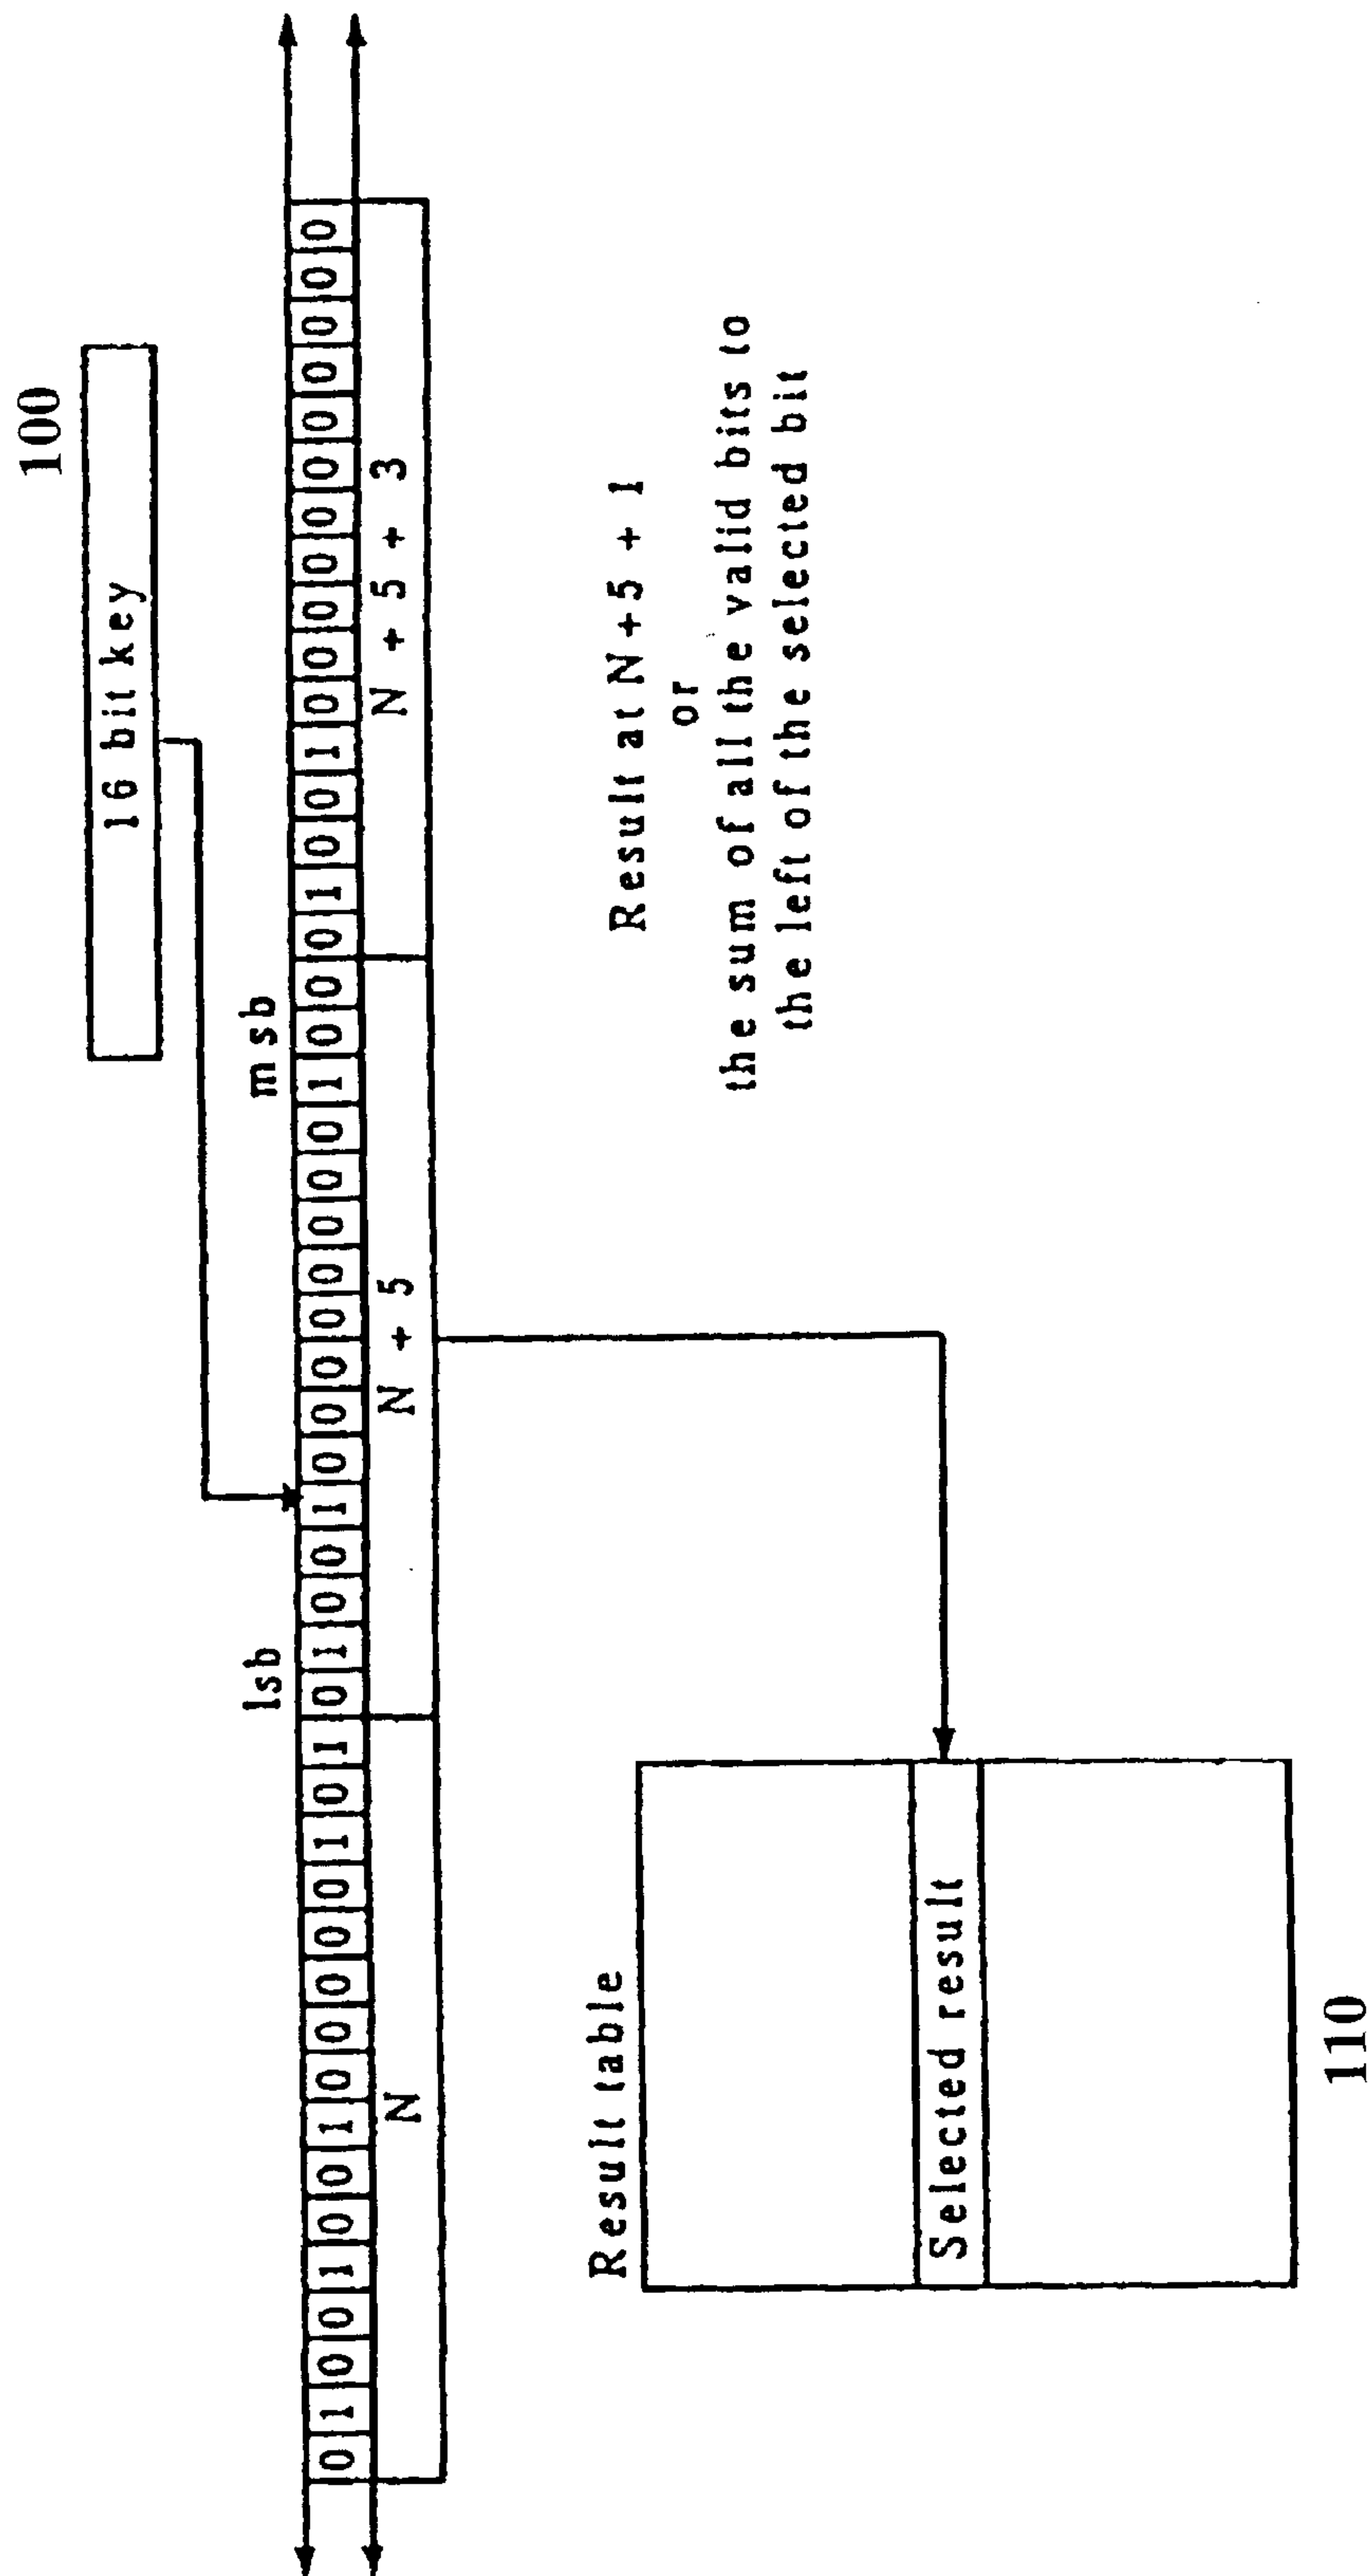 100
16 bit key
lsb msb
0 1 0 0 1 0 0 1 0 0 0 0 0 1 0 1 0 1 0 0 1 0 0 0 0 0 0 0 0 1 0 0 0 1 0 0 1 0 0 0 0 0 0 0 0 0 0 0
N N + 5 N + 5 + 3
Result table
Selected result
110
Result at N + 5 + 1
or
the sum of all the valid bits to
the left of the selected bit